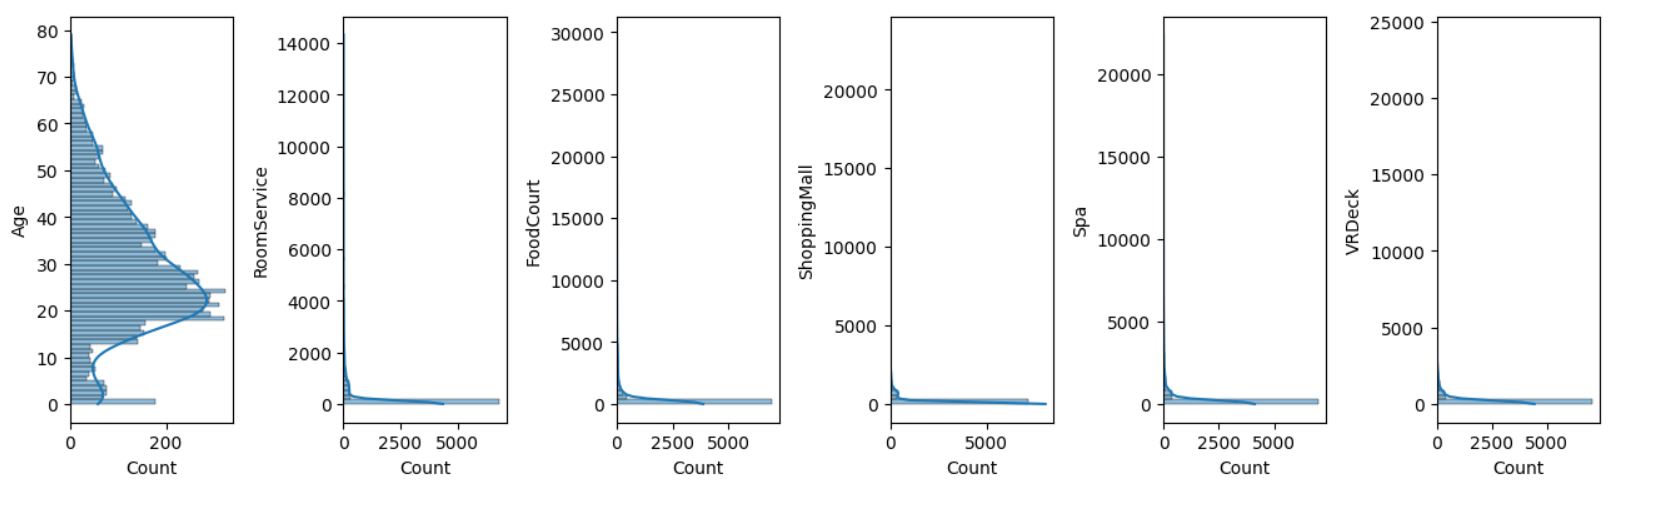 Age
80
70
60
50
40
30
20
10
0
0 200
Count
RoomService
14000
12000
10000
8000
6000
4000
2000
0
0 2500 5000
Count
FoodCourt
30000
25000
20000
15000
10000
5000
0
0 2500 5000
Count
ShoppingMall
20000
15000
10000
5000
0
0 5000
Count
Spa
20000
15000
10000
5000
0
0 2500 5000
Count
VRDeck
25000
20000
15000
10000
5000
0
0 2500 5000
Count